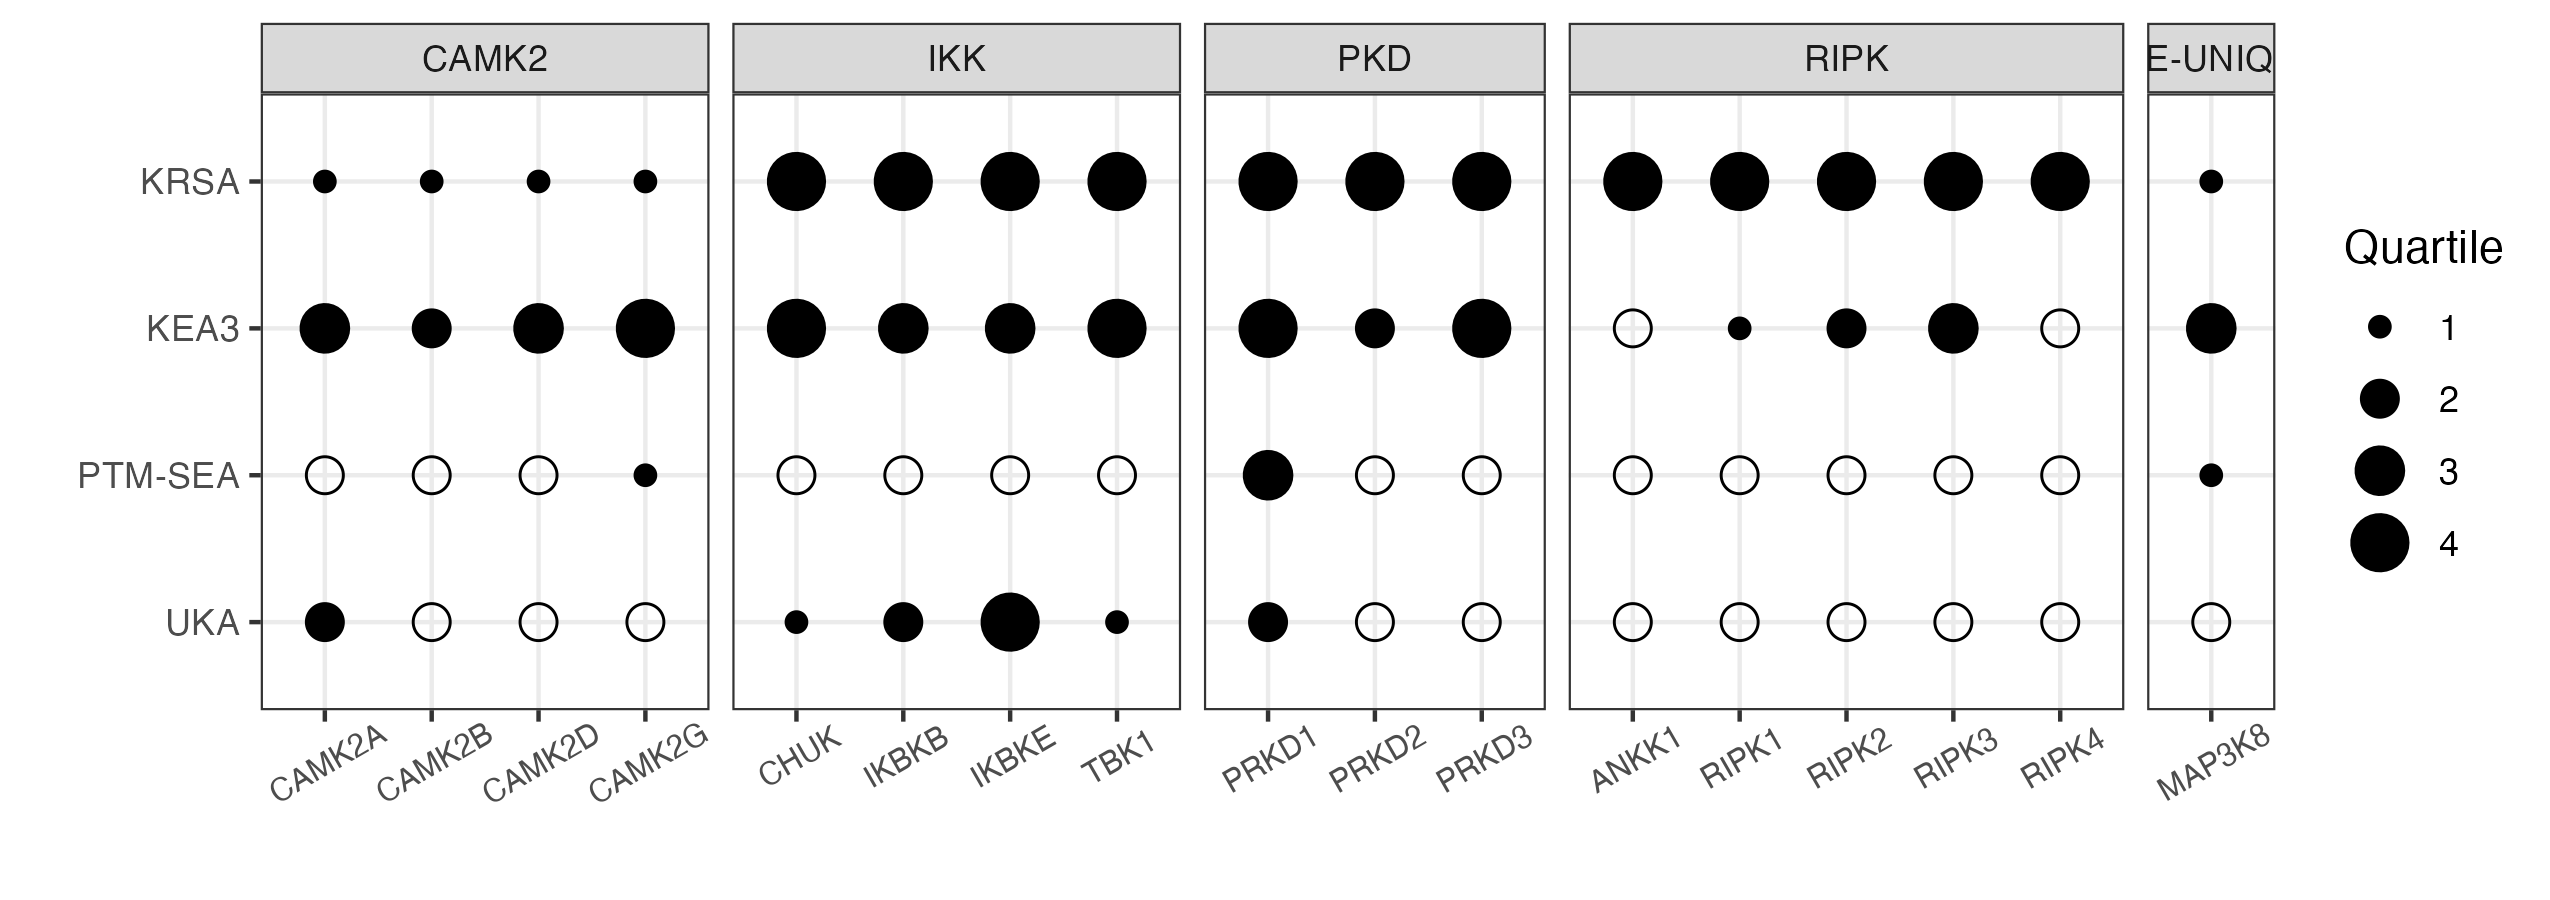 CAMK2 IKK PKD RIPK E-UNIQ
KRSA
KEA3
PTM-SEA
UKA
CAMK2A CAMK2B CAMK2D CAMK2G CHUK IKBKB IKBKE TBK1 PRKD1 PRKD2 PRKD3 ANKK1 RIPK1 RIPK2 RIPK3 RIPK4 MAP3K8
Quartile
1
2
3
4